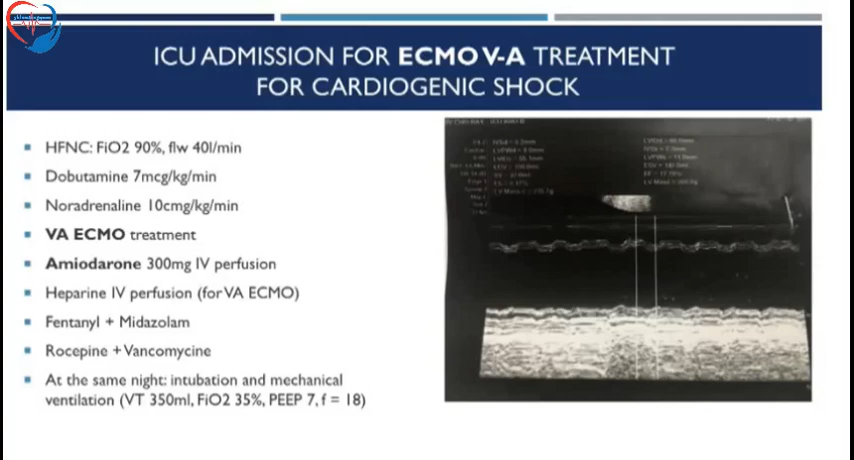 ICU ADMISSION FOR ECMO V-A TREATMENT
FOR CARDIOGENIC SHOCK
HFNC: FiO2 90%, flw 40l/min
Dobutamine 7mcg/kg/min
Noradrenaline 10cmg/kg/min
VA ECMO treatment
Amiodarone 300mg IV perfusion
Heparine IV perfusion (for VA ECMO)
Fentanyl + Midazolam
Rocepine + Vancomycine
At the same night: intubation and mechanical
ventilation (VT 350ml, FiO2 35%, PEEP 7, f = 18)